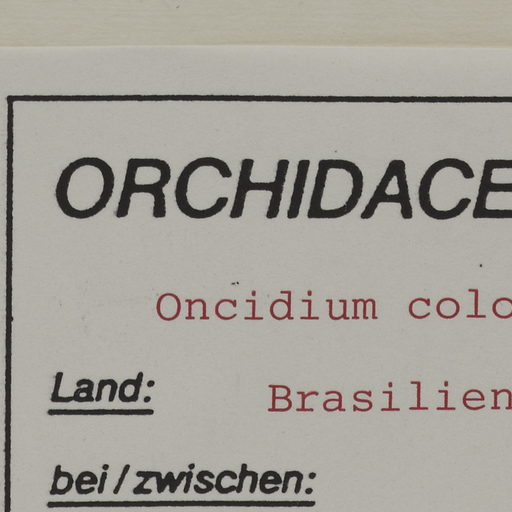 ORCHIDACE
Oncidium colo
Land: Brasilien
bei/zwischen: